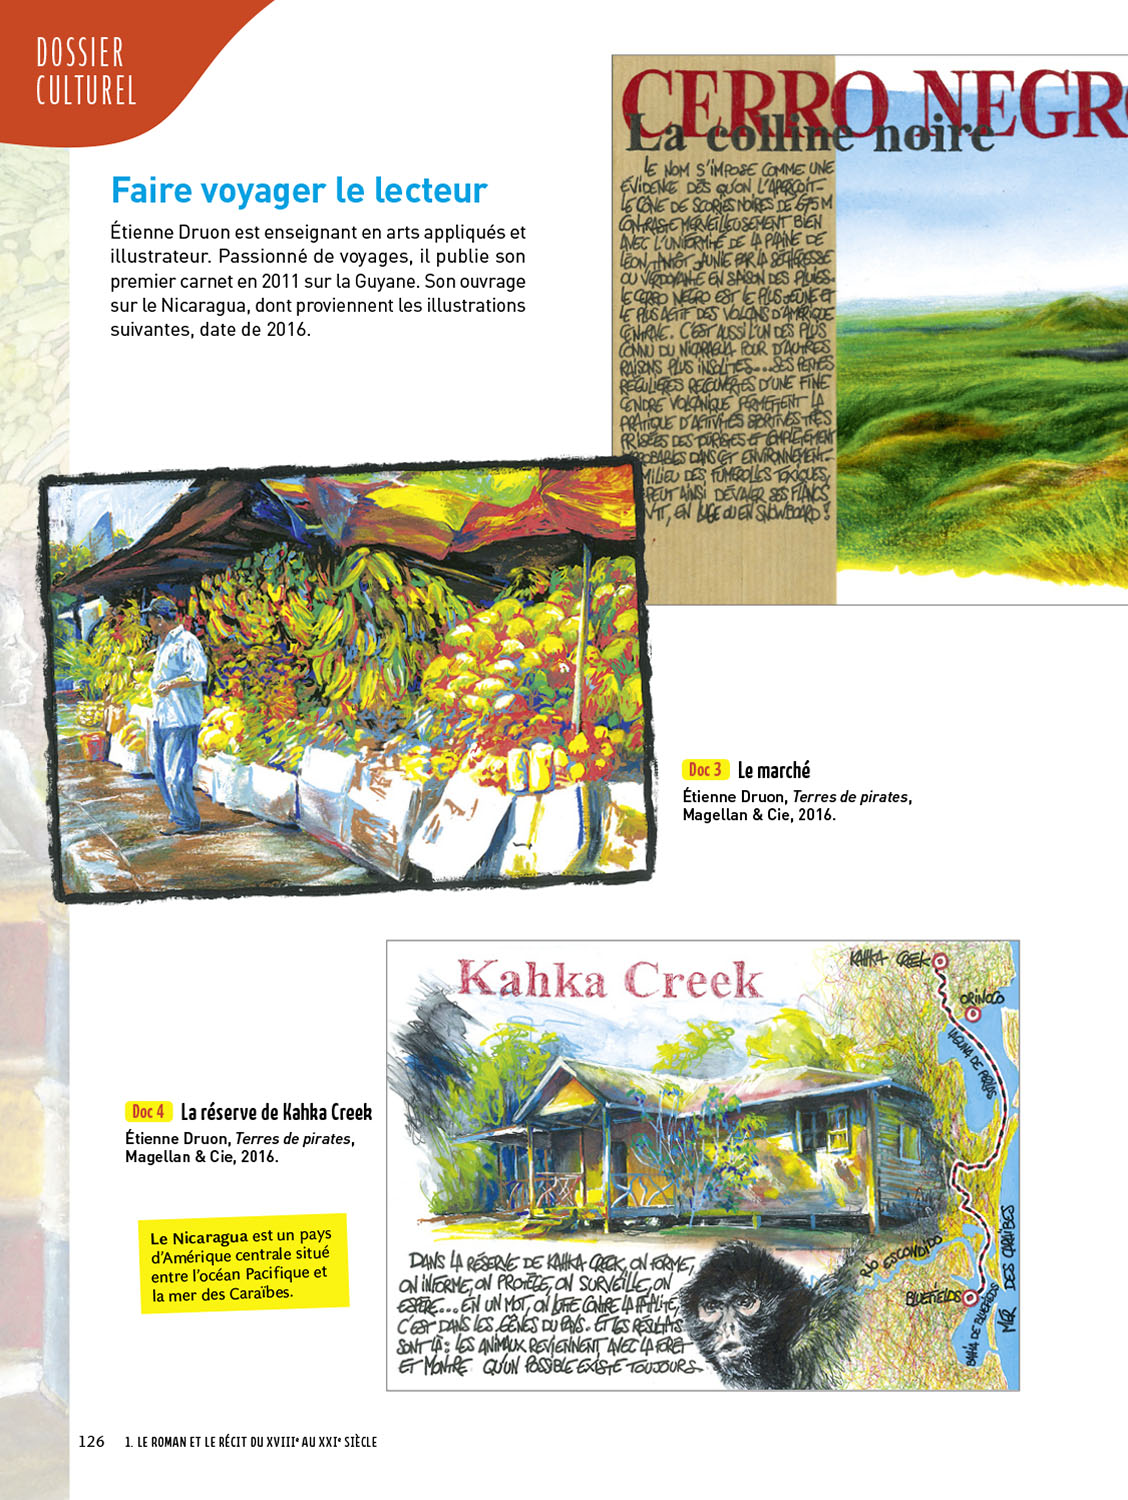 DOSSIER
CULTUREL
Faire voyager le lecteur
Étienne Druon est enseignant en arts appliqués et
illustrateur. Passionné de voyages, il publie son
premier carnet en 2011 sur la Guyane. Son ouvrage
sur le Nicaragua, dont proviennent les illustrations
suivantes, date de 2016.
CERRO NEGRO
La colline noire
LE NOM S'IMPOSE COMME UNE
ÉVIDENCE DÈS QU'ON L'APERÇOIT.
LE CÔNE DE SCORIES NOIRES DE 675 M
CONTRASTE MERVEILLEUSEMENT BIEN
AVEC L'UNIFORMITÉ DE LA PLAINE DE
LEÓN TANTÔT JAUNIE PAR LA SÉCHERESSE
OU VERDOYANTE EN SAISON DES PLUIES.
LE CERRO NEGRO EST LE PLUS JEUNE ET
LE PLUS ACTIF DES VOLCANS D'AMÉRIQUE
CENTRALE. C'EST AUSSI L'UN DES PLUS
CONNU DU NICARAGUA POUR D'AUTRES
RAISONS PLUS INSOLITES... SES PENTES
RÉGULIÈRES RECOUVERTES D'UNE FINE
CENDRE VOLCANIQUE PERMETTENT LA
PRATIQUE D'ACTIVITÉS SPORTIVES TRÈS
PRISÉES DES TOURISTES ET COMPLÈTEMENT
IMPROBABLES DANS CET ENVIRONNEMENT.
MILIEU DES FUMEROLLES TOXIQUES,
PEUT AINSI DÉVALER SES FLANCS
EN LUGE OU EN SNOWBOARD !
Doc 3 Le marché
Étienne Druon, Terres de pirates,
Magellan & Cie, 2016.
Kahka Creek
KAHKA CREEK
ORINOCO
LAGUNA DE PERLAS
RIO ESCONDIDO
BLUEFIELDS
BAHÍA DE BLUEFIELDS
MER DES CARAÏBES
DANS LA RÉSERVE DE KAHKA CREEK, ON FORME,
ON INFORME, ON PROTÈGE, ON SURVEILLE, ON
ESPÈRE... EN UN MOT, ON LUTTE CONTRE LA FATALITÉ,
C'EST DANS LES GÈNES DU PAYS. ET LES RÉSULTATS
SONT LÀ : LES ANIMAUX REVIENNENT AVEC LA FORÊT
ET MONTRE QU'UN POSSIBLE EXISTE TOUJOURS.
Doc 4 La réserve de Kahka Creek
Étienne Druon, Terres de pirates,
Magellan & Cie, 2016.
Le Nicaragua est un pays
d'Amérique centrale situé
entre l'océan Pacifique et
la mer des Caraïbes.
126 1. LE ROMAN ET LE RÉCIT DU XVIIIe AU XXIe SIÈCLE